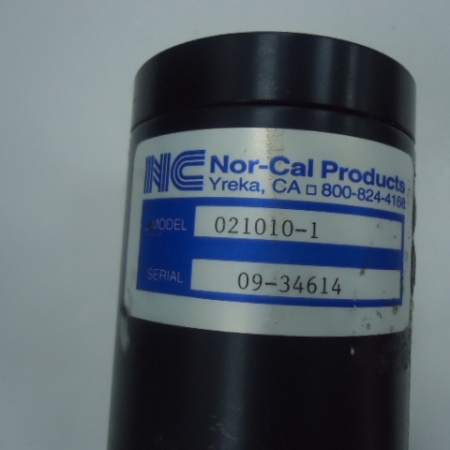 NC Nor-Cal Products
Yreka, CA □ 800-824-4166
MODEL 021010-1
SERIAL 09-34614